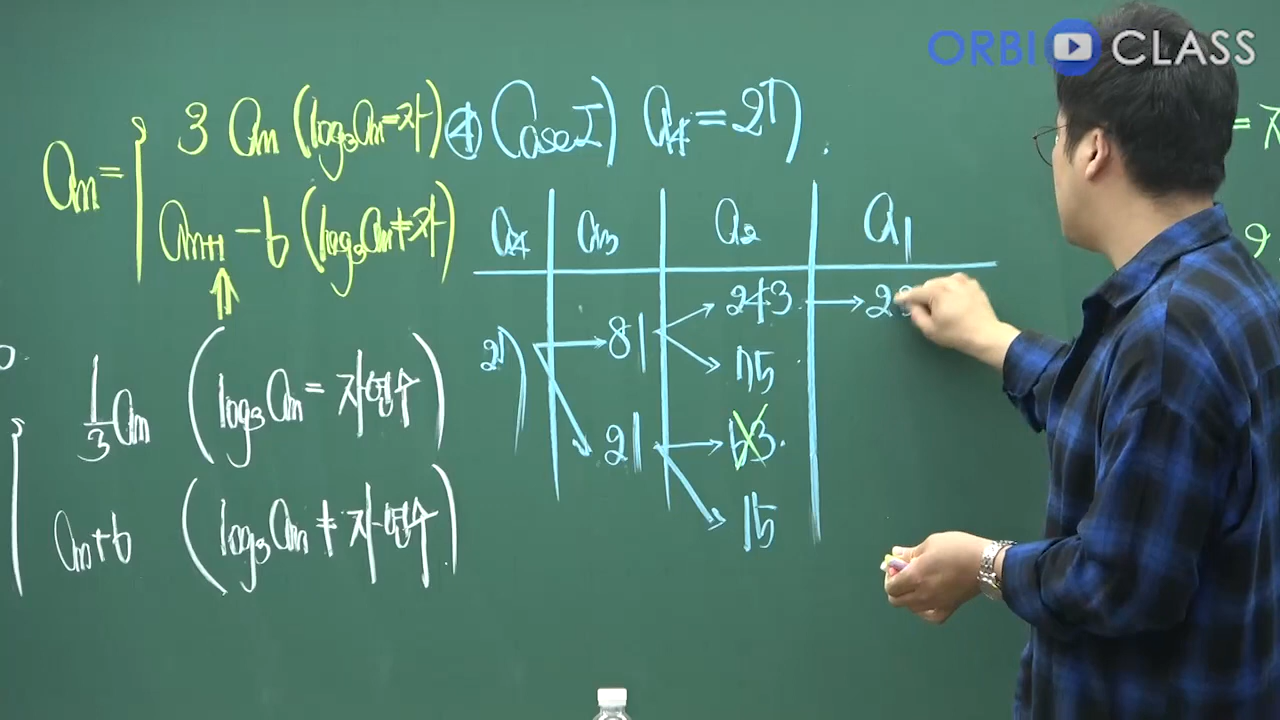 ORBI CLASS
aₙ= 3 aₙ (log₃aₙ=자)
aₙ₊₁ - 6 (log₃aₙ≠자)
④ (Case I) a₄ = 27.
a₄ a₃ a₂ a₁
27 81 243
75
21 63
15
1/3 aₙ (log₃aₙ = 자연수)
aₙ+6 (log₃aₙ ≠ 자연수)
9